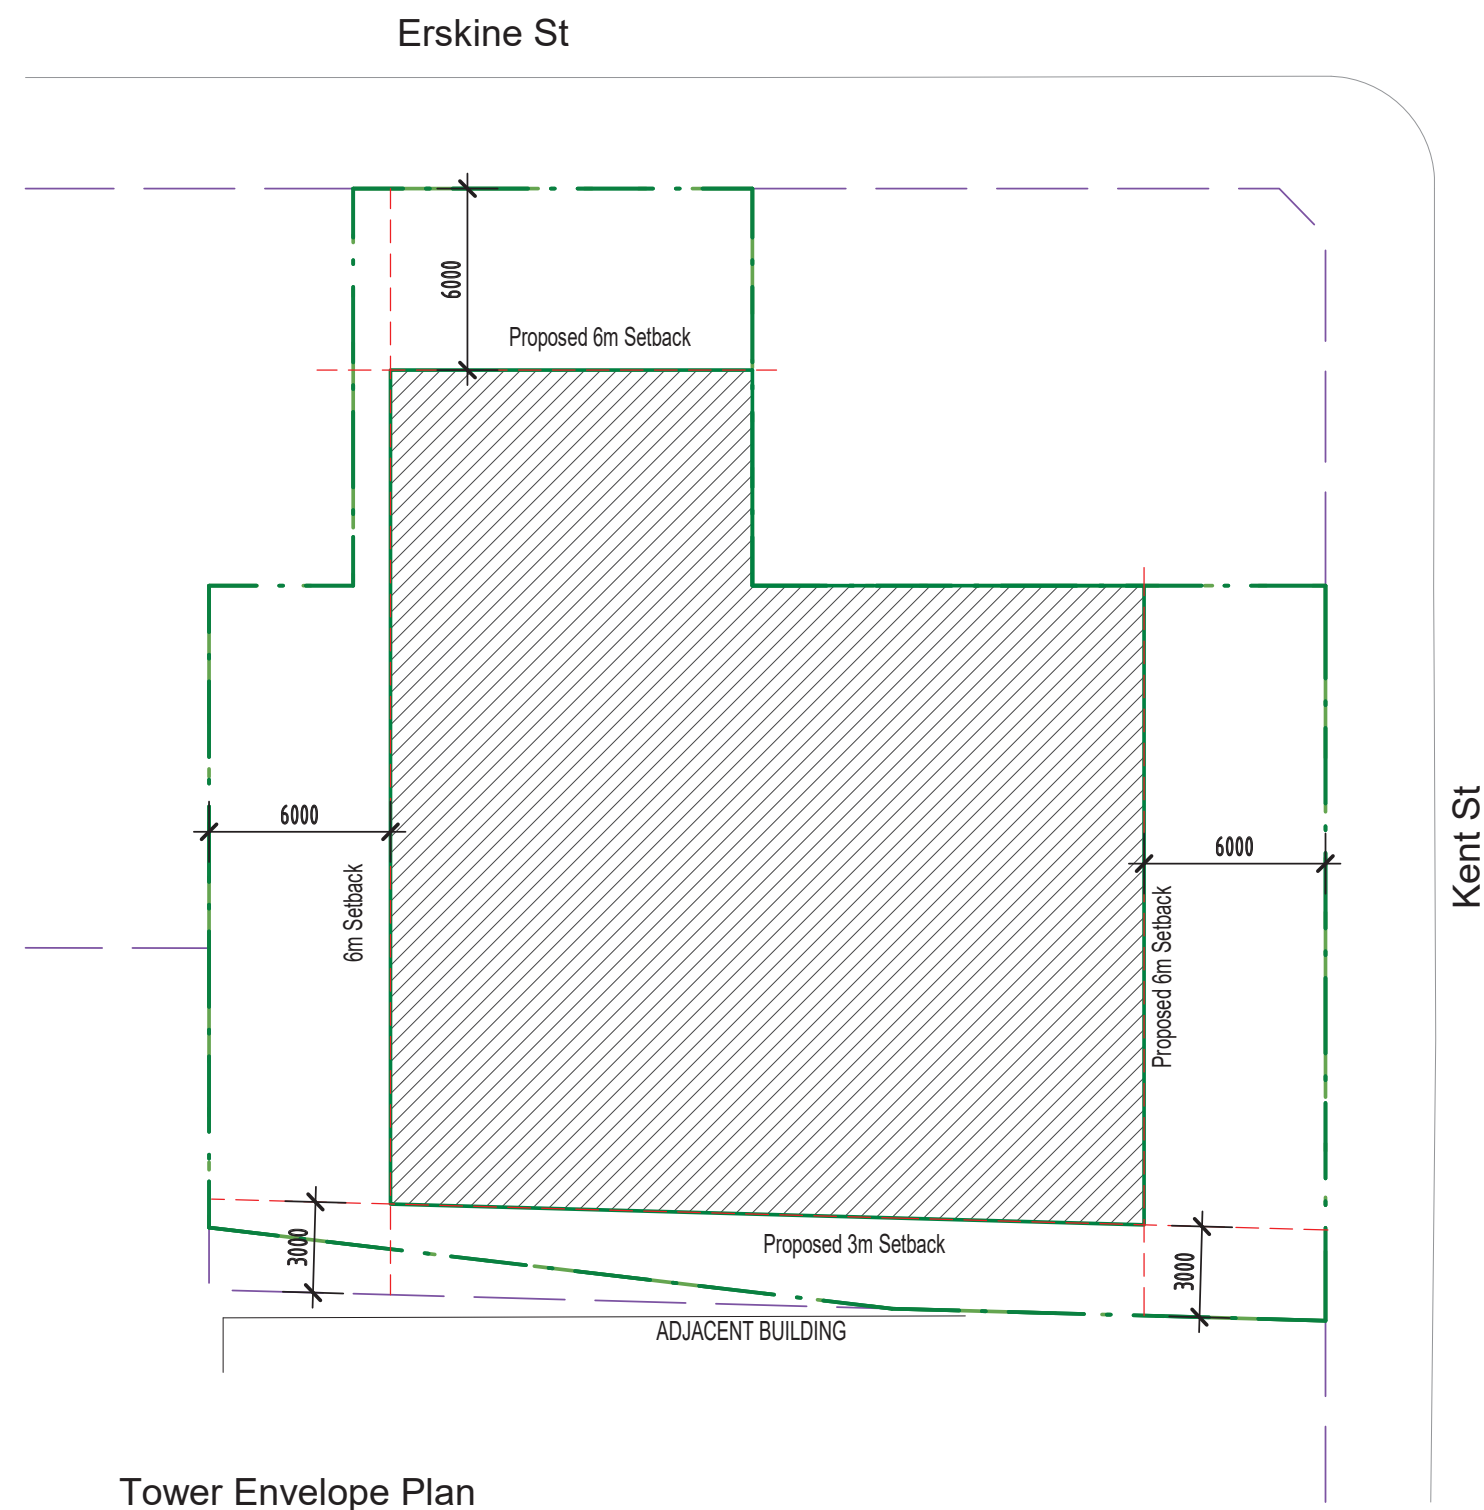 Erskine St
6000
Proposed 6m Setback
6000
6m Setback
6000
Proposed 6m Setback
Kent St
3000
Proposed 3m Setback
3000
ADJACENT BUILDING
Tower Envelope Plan